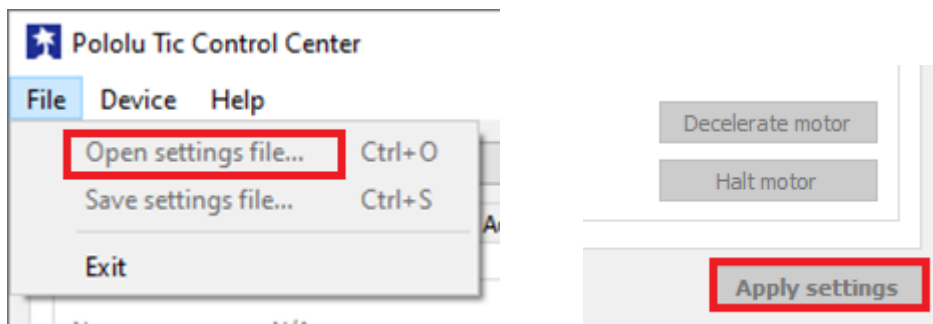 Pololu Tic Control Center
File Device Help
Open settings file... Ctrl+O
Save settings file... Ctrl+S
Exit
Decelerate motor
Halt motor
Apply settings